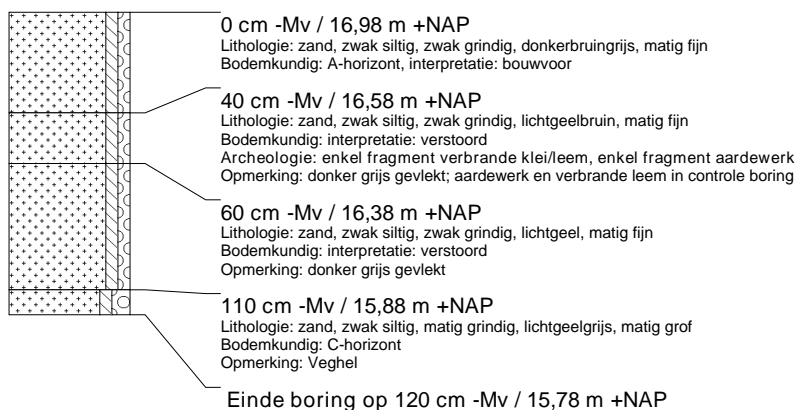 0 cm -Mv / 16,98 m +NAP
Lithologie: zand, zwak siltig, zwak grindig, donkerbruingrijs, matig fijn
Bodemkundig: A-horizont, interpretatie: bouwvoor
40 cm -Mv / 16,58 m +NAP
Lithologie: zand, zwak siltig, zwak grindig, lichtgeelbruin, matig fijn
Bodemkundig: interpretatie: verstoord
Archeologie: enkel fragment verbrande klei/leem, enkel fragment aardewerk
Opmerking: donker grijs gevlekt; aardewerk en verbrande leem in controle boring
60 cm -Mv / 16,38 m +NAP
Lithologie: zand, zwak siltig, zwak grindig, lichtgeel, matig fijn
Bodemkundig: interpretatie: verstoord
Opmerking: donker grijs gevlekt
110 cm -Mv / 15,88 m +NAP
Lithologie: zand, zwak siltig, matig grindig, lichtgeelgrijs, matig grof
Bodemkundig: C-horizont
Opmerking: Veghel
Einde boring op 120 cm -Mv / 15,78 m +NAP